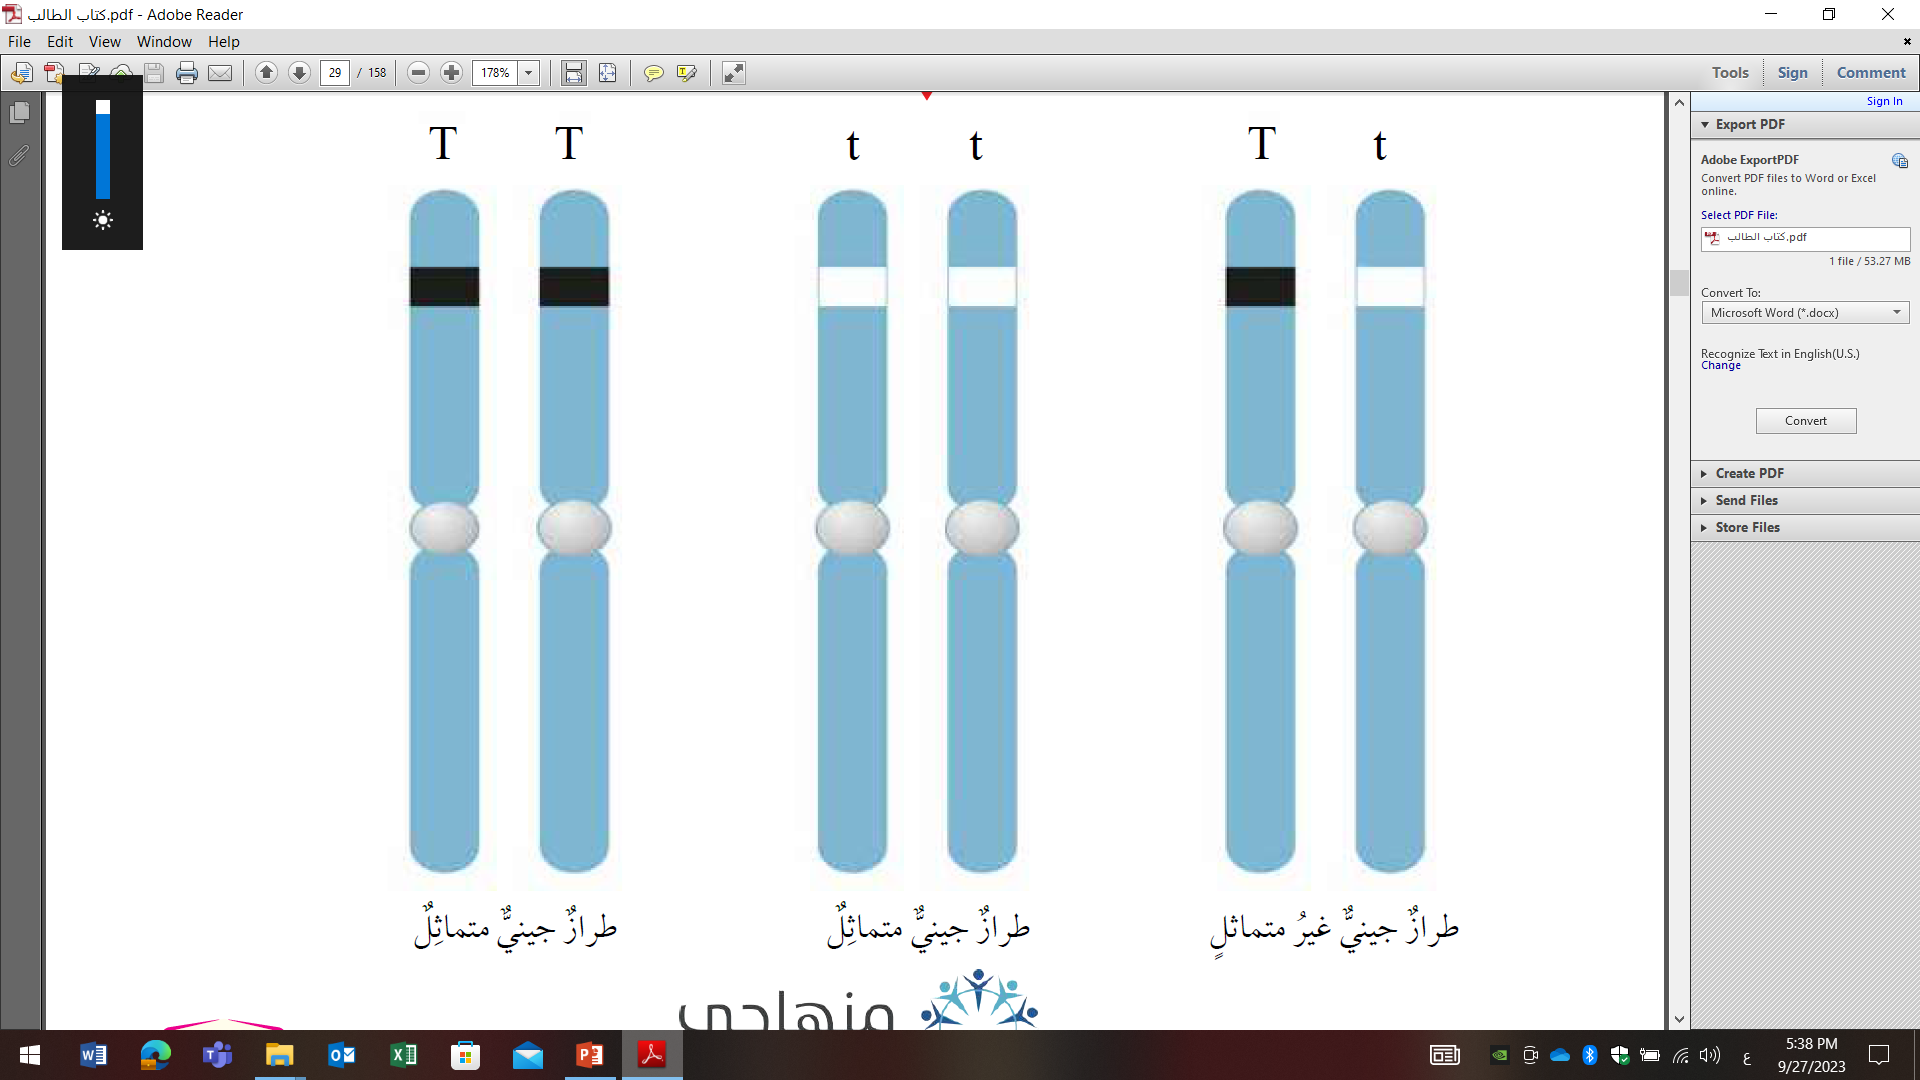 كتاب الطالب.pdf - Adobe Reader
File Edit View Window Help
29 / 158 178% Tools Sign Comment
Sign In
Export PDF
Adobe ExportPDF
Convert PDF files to Word or Excel
online.
Select PDF File:
كتاب الطالب.pdf
1 file / 53.27 MB
Convert To:
Microsoft Word (*.docx)
Recognize Text in English(U.S.)
Change
Convert
Create PDF
Send Files
Store Files
T T t t T t
طرازٌ جينيٌّ متماثِلٌ
طرازٌ جينيٌّ متماثِلٌ
طرازٌ جينيٌّ غيرُ متماثلٍ
منهاجي
ع
5:38 PM
9/27/2023